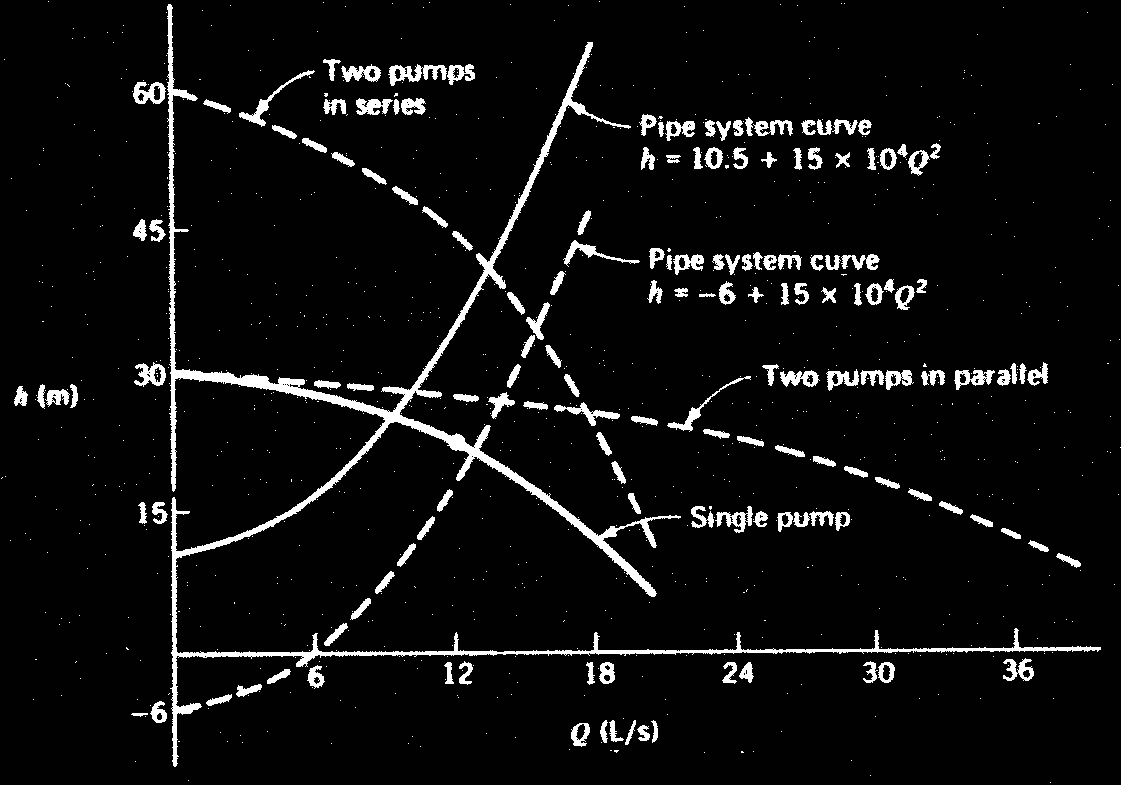 60
Two pumps
in series
Pipe system curve
h = 10.5 + 15 × 10⁴Q²
45
Pipe system curve
h = −6 + 15 × 10⁴Q²
30
h (m)
Two pumps in parallel
15
Single pump
6
12
18
24
30
36
−6
Q (L/s)